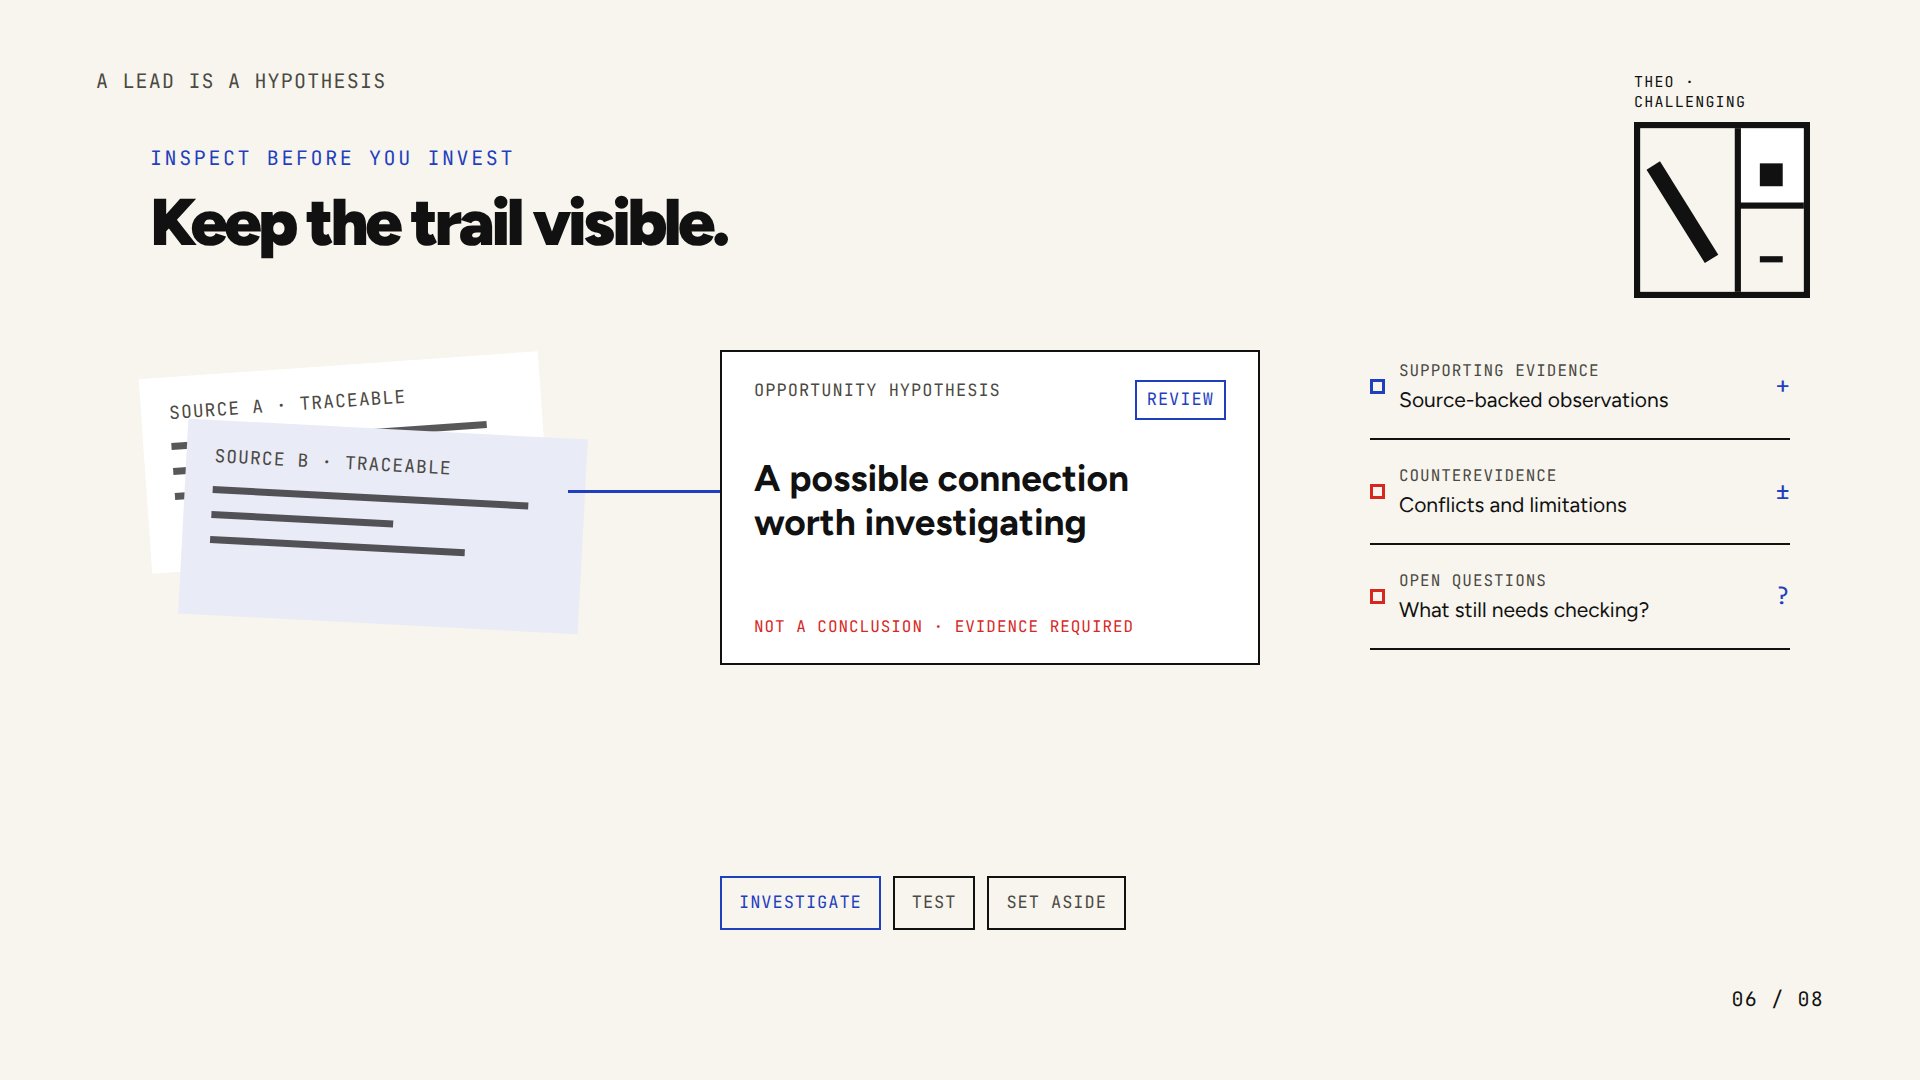 A LEAD IS A HYPOTHESIS
THEO ·
CHALLENGING
INSPECT BEFORE YOU INVEST
Keep the trail visible.
SOURCE A · TRACEABLE
SOURCE B · TRACEABLE
OPPORTUNITY HYPOTHESIS
REVIEW
A possible connection
worth investigating
NOT A CONCLUSION · EVIDENCE REQUIRED
SUPPORTING EVIDENCE
Source-backed observations
+
COUNTEREVIDENCE
Conflicts and limitations
±
OPEN QUESTIONS
What still needs checking?
?
INVESTIGATE
TEST
SET ASIDE
06 / 08